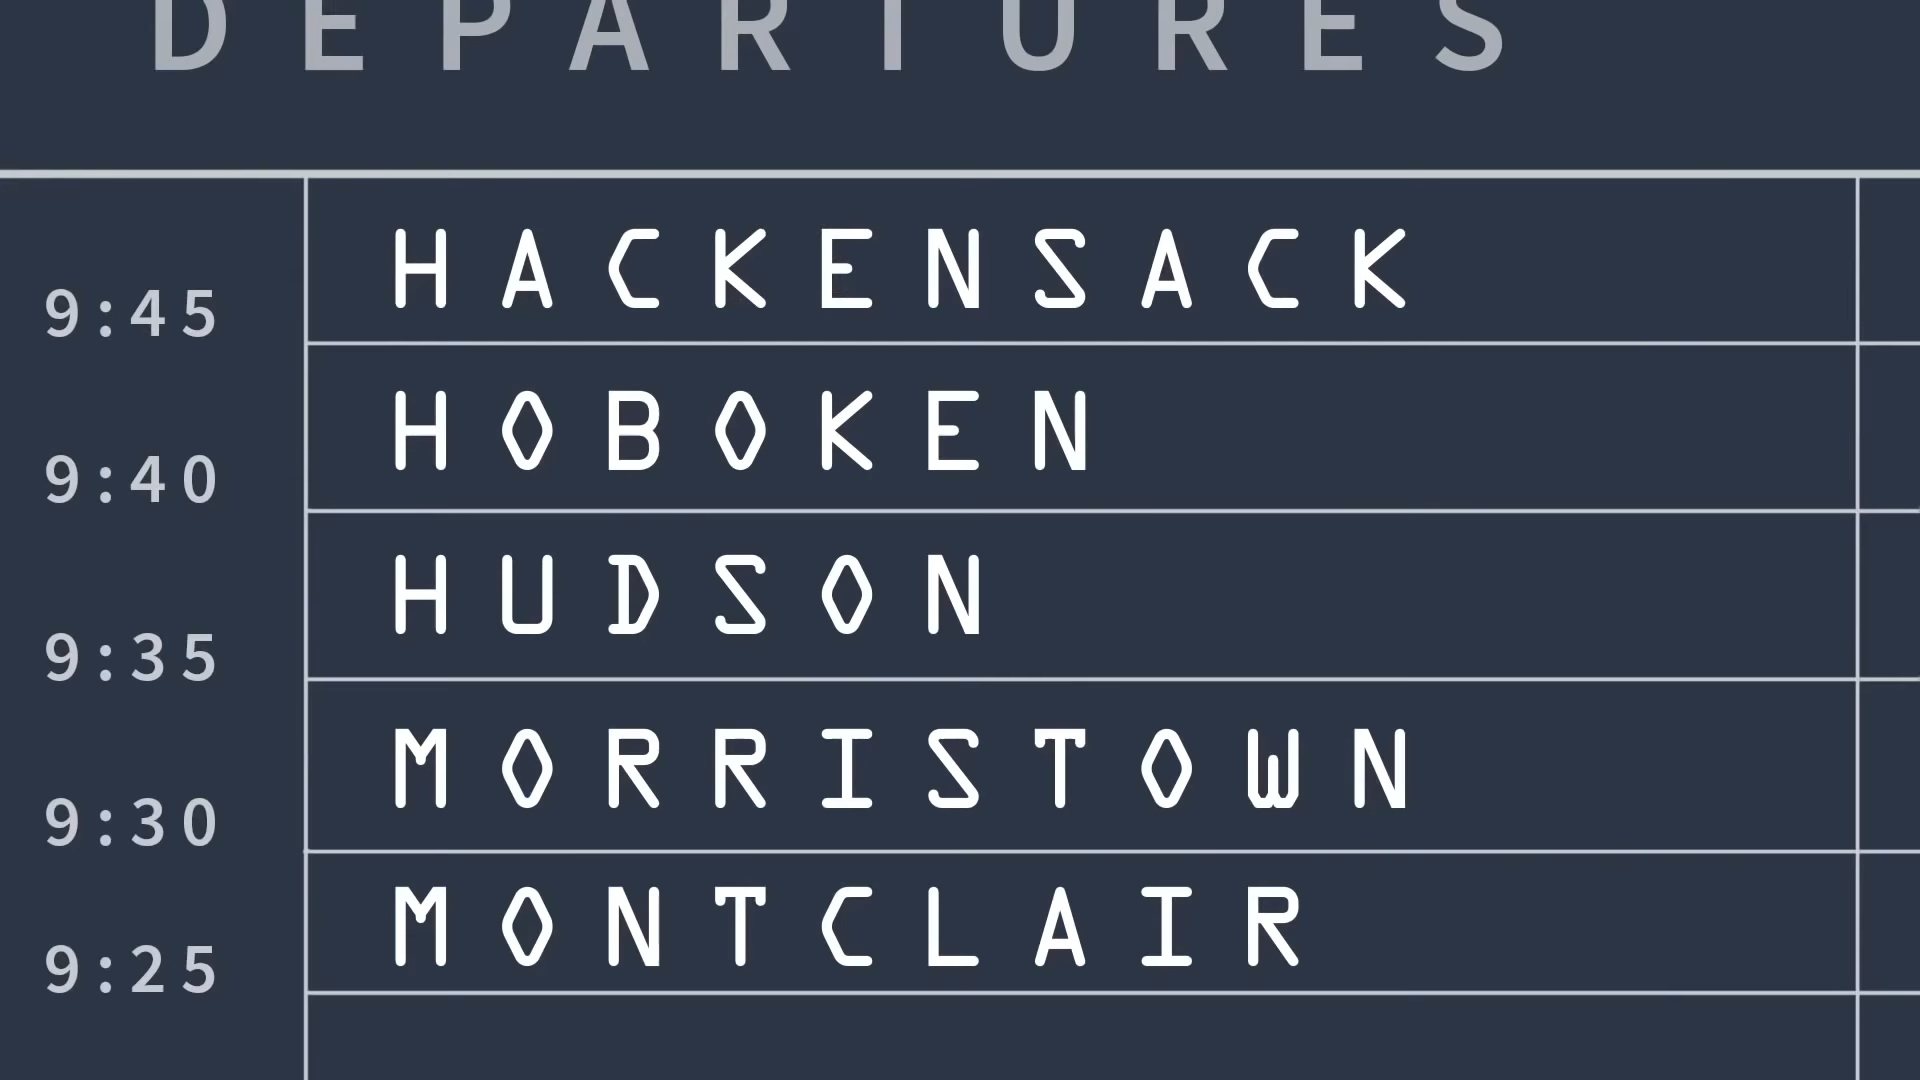 DEPARTURES
9:45 HACKENSACK
9:40 HOBOKEN
9:35 HUDSON
9:30 MORRISTOWN
9:25 MONTCLAIR